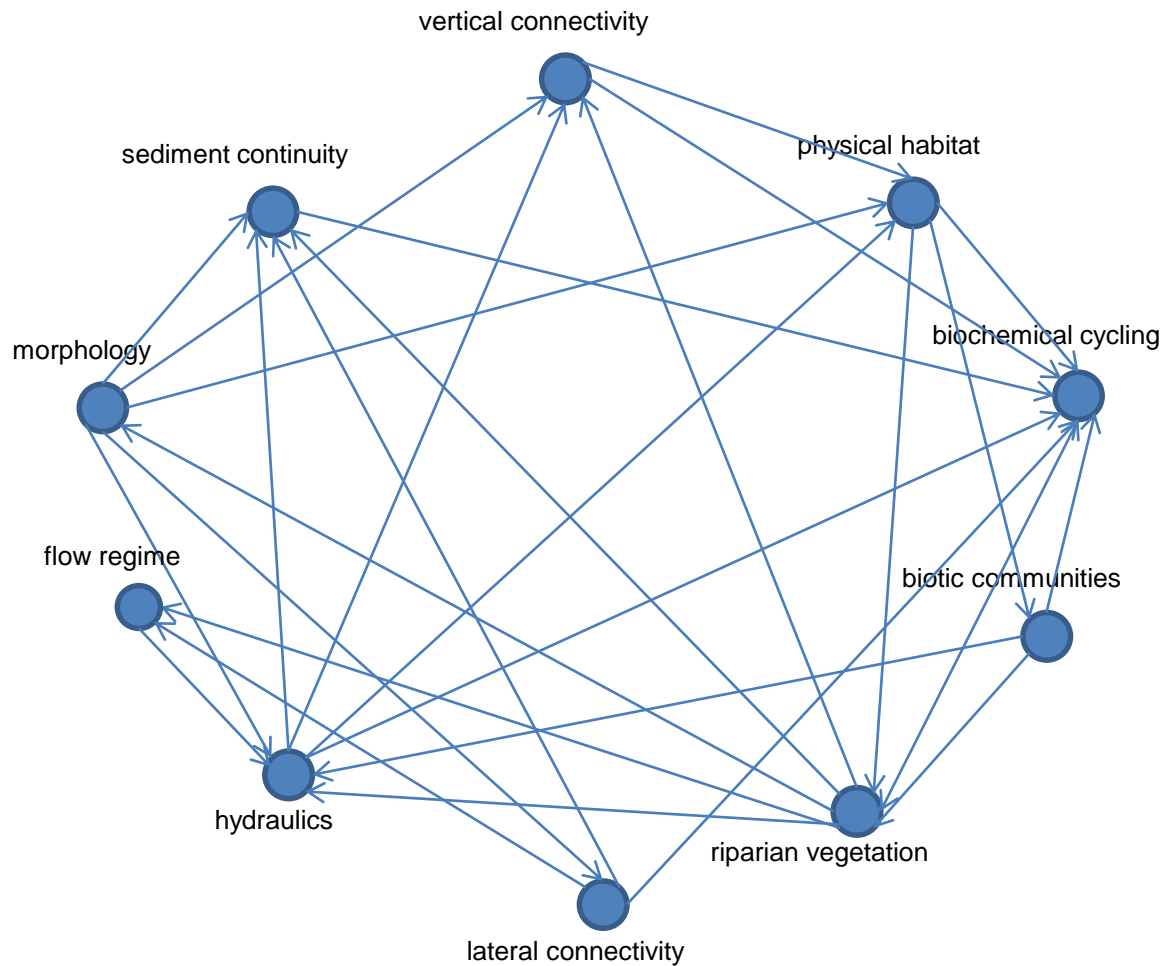 vertical connectivity
physical habitat
sediment continuity
biochemical cycling
morphology
flow regime
biotic communities
hydraulics
riparian vegetation
lateral connectivity